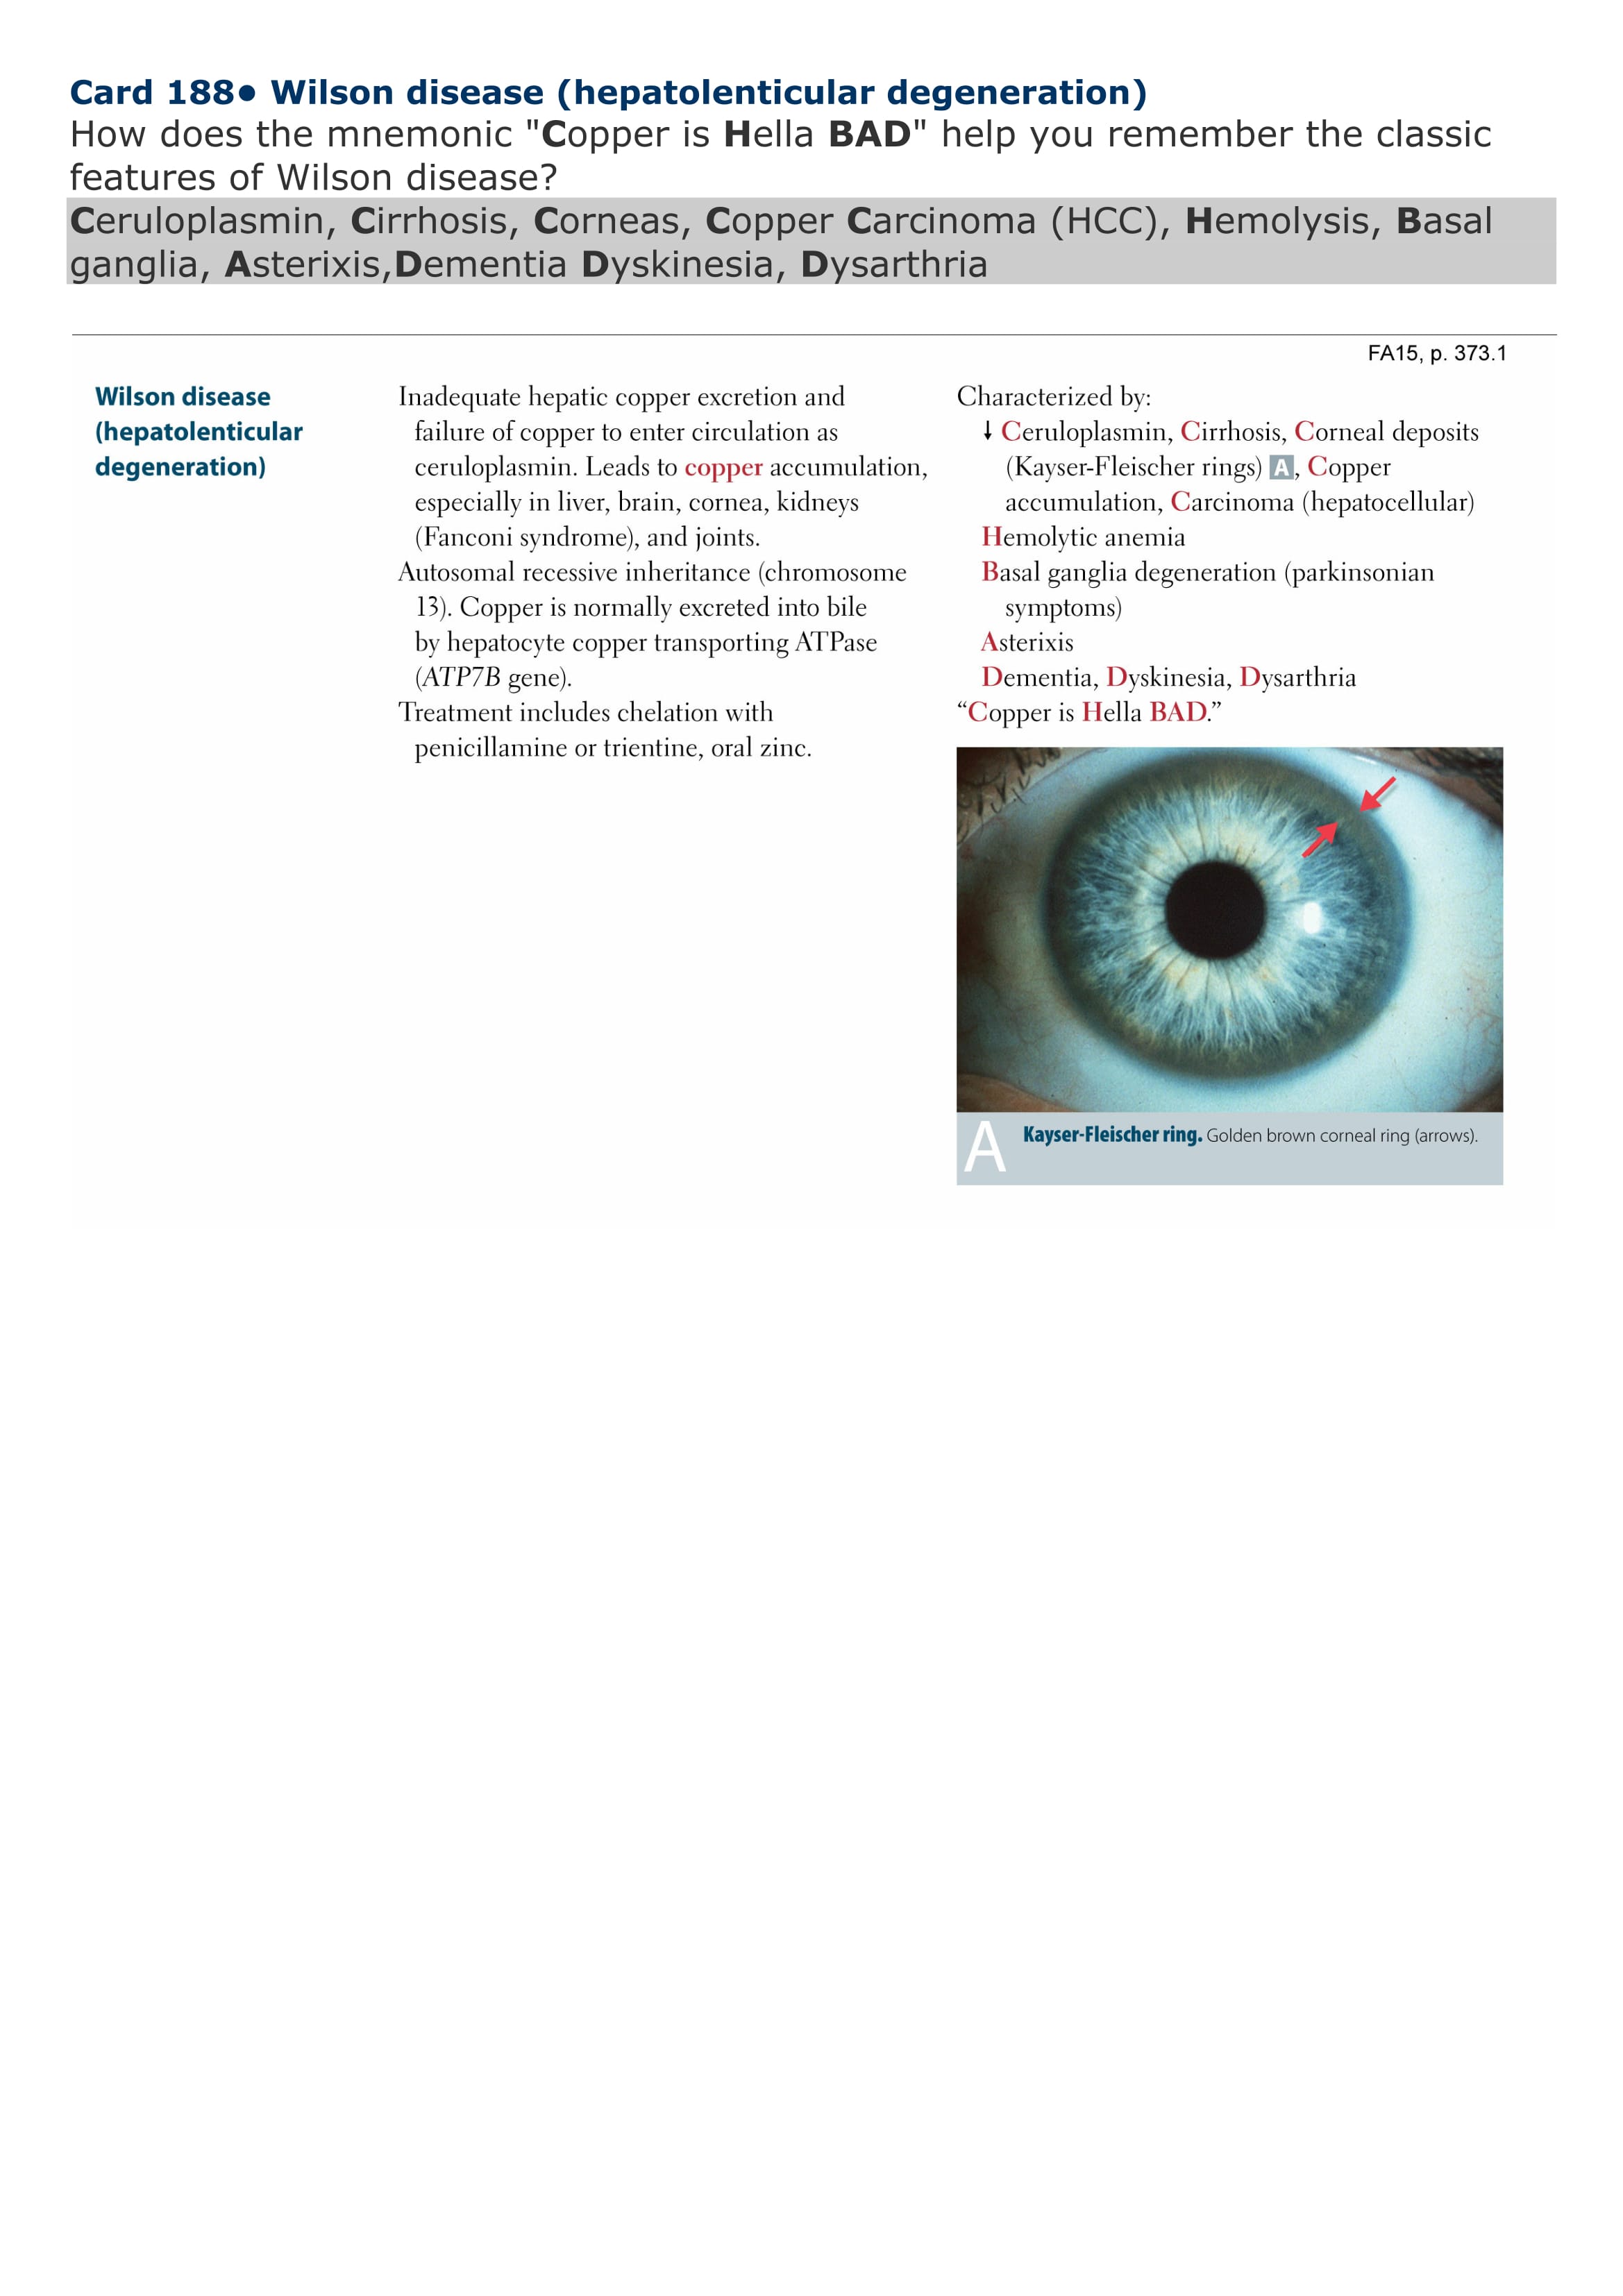 Card 188● Wilson disease (hepatolenticular degeneration)
How does the mnemonic "Copper is Hella BAD" help you remember the classic
features of Wilson disease?
Ceruloplasmin, Cirrhosis, Corneas, Copper Carcinoma (HCC), Hemolysis, Basal
ganglia, Asterixis,Dementia Dyskinesia, Dysarthria
FA15, p. 373.1
Wilson disease
(hepatolenticular
degeneration)
Inadequate hepatic copper excretion and
failure of copper to enter circulation as
ceruloplasmin. Leads to copper accumulation,
especially in liver, brain, cornea, kidneys
(Fanconi syndrome), and joints.
Autosomal recessive inheritance (chromosome
13). Copper is normally excreted into bile
by hepatocyte copper transporting ATPase
(ATP7B gene).
Treatment includes chelation with
penicillamine or trientine, oral zinc.
Characterized by:
↓ Ceruloplasmin, Cirrhosis, Corneal deposits
(Kayser-Fleischer rings) A, Copper
accumulation, Carcinoma (hepatocellular)
Hemolytic anemia
Basal ganglia degeneration (parkinsonian
symptoms)
Asterixis
Dementia, Dyskinesia, Dysarthria
“Copper is Hella BAD.”
A Kayser-Fleischer ring. Golden brown corneal ring (arrows).